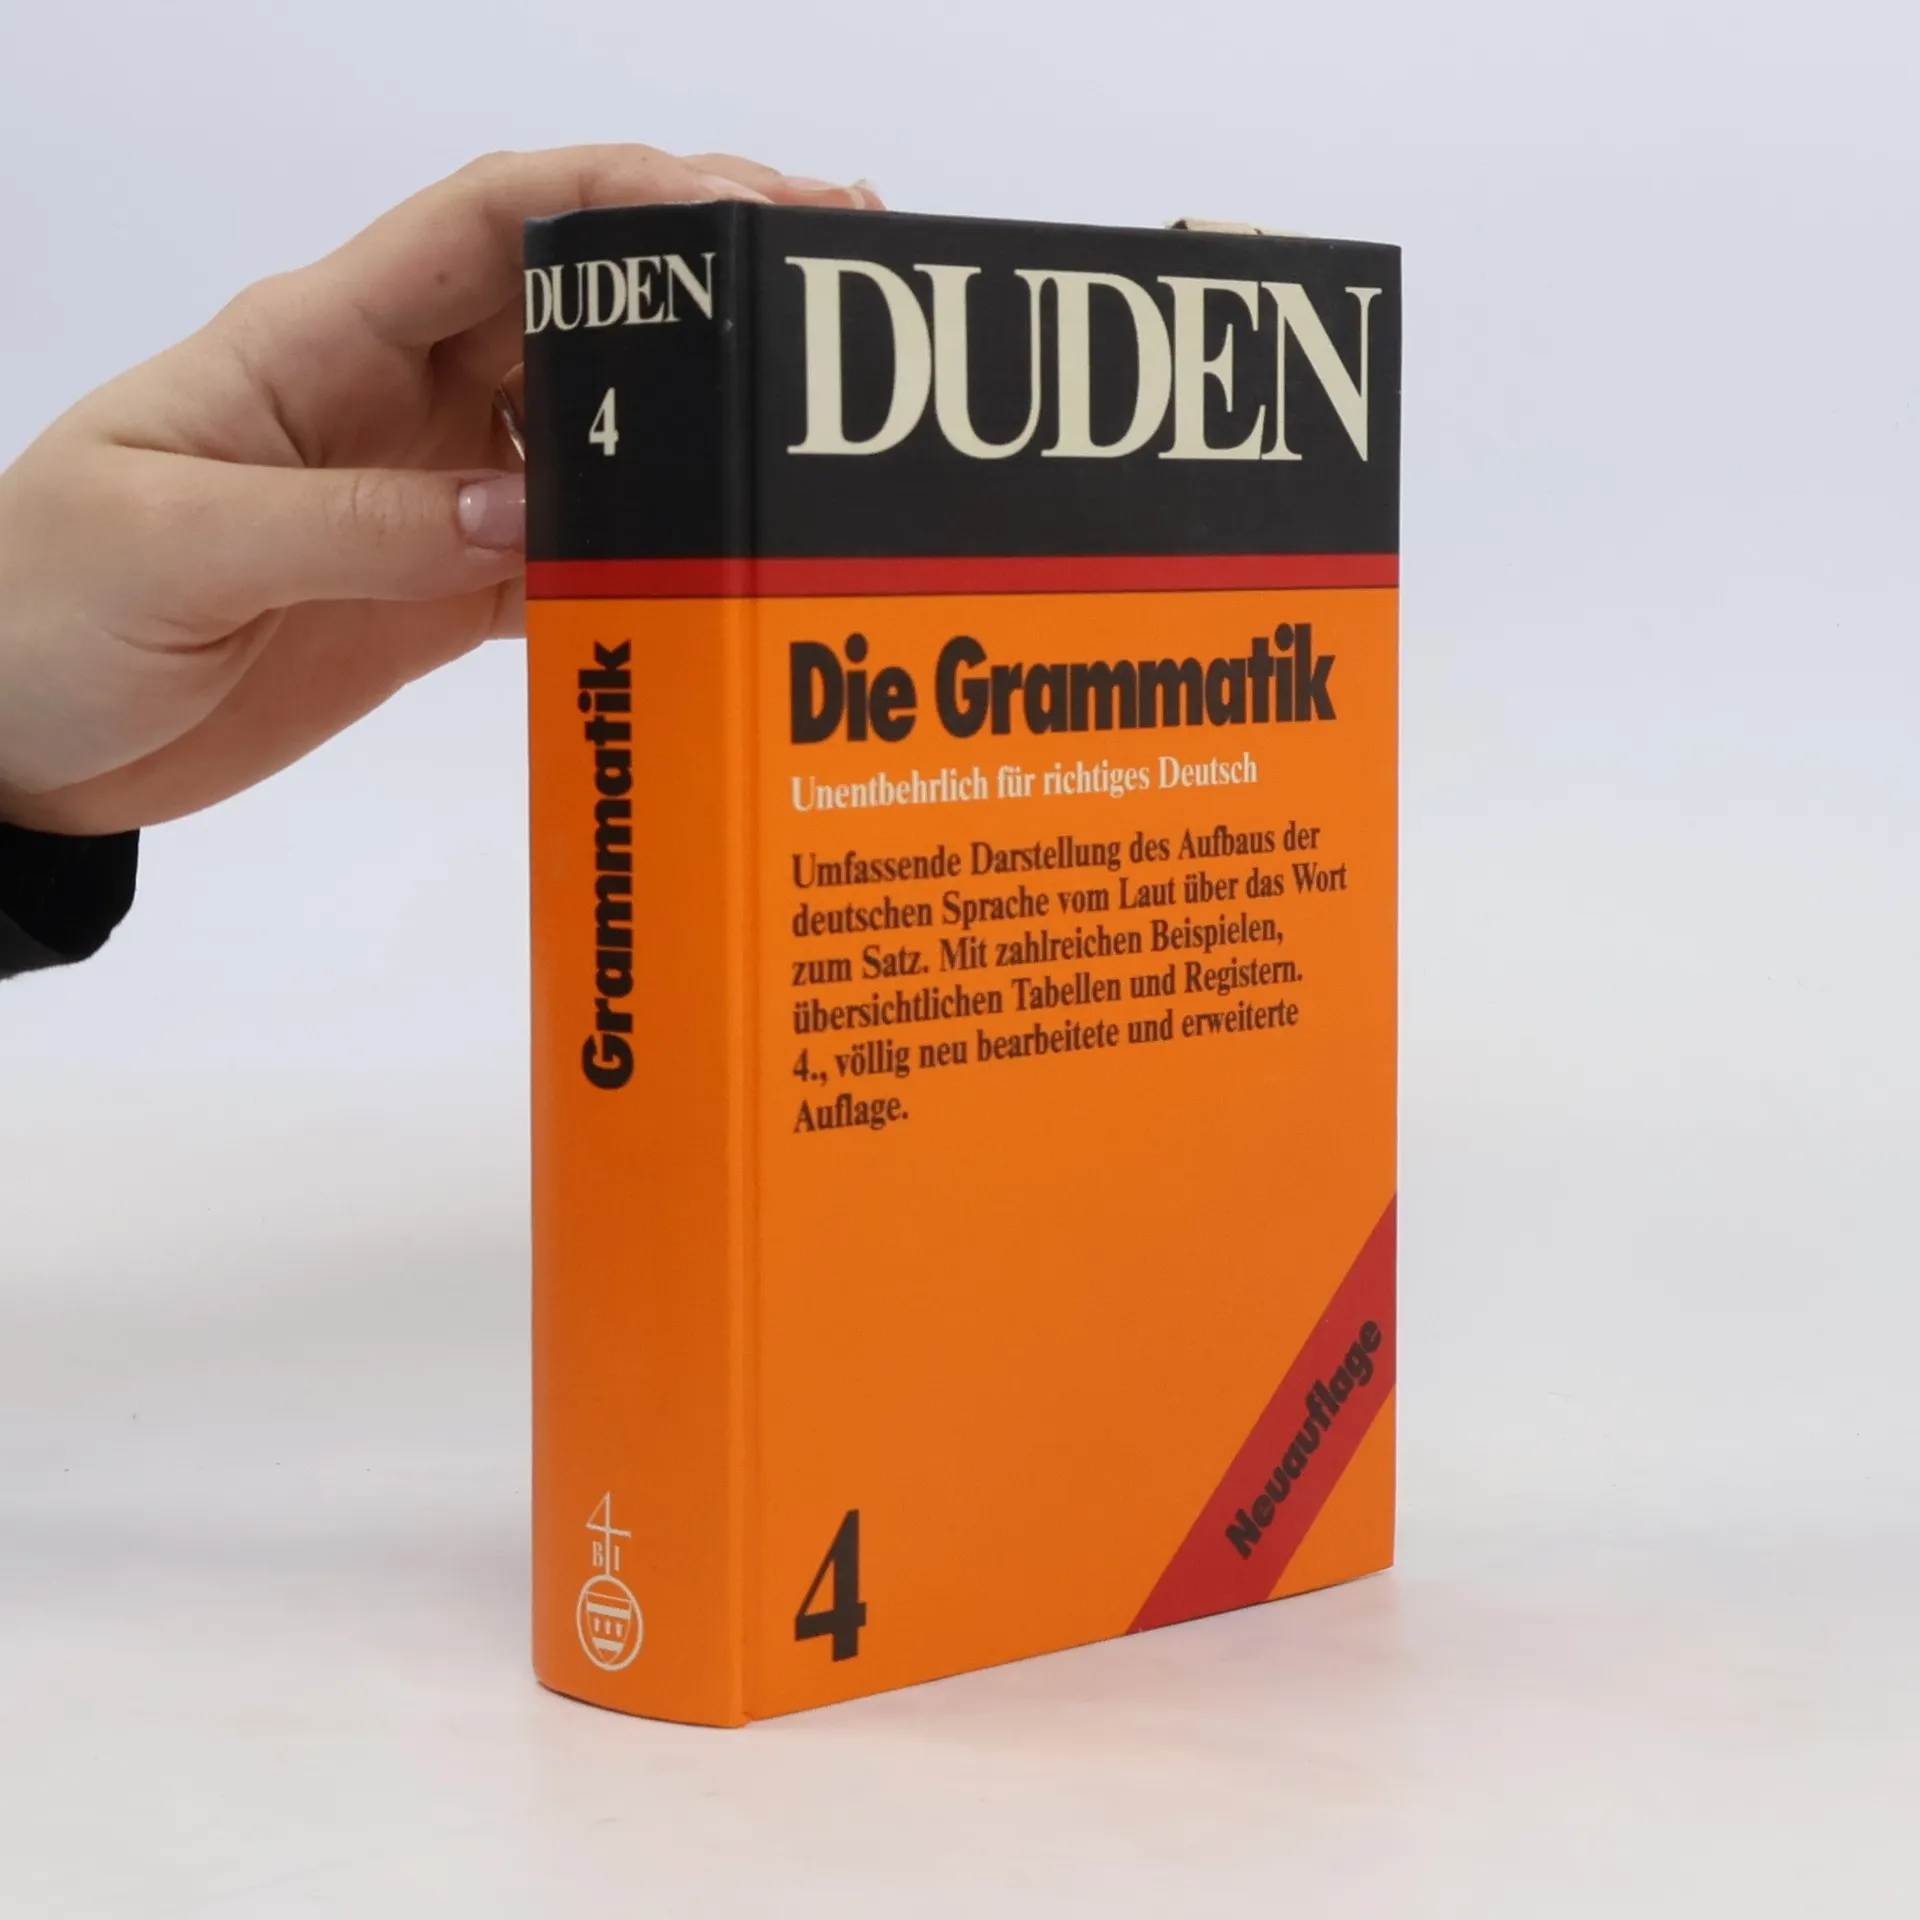 DUDEN
4
Grammatik
B I
DUDEN
Die Grammatik
Unentbehrlich für richtiges Deutsch
Umfassende Darstellung des Aufbaus der
deutschen Sprache vom Laut über das Wort
zum Satz. Mit zahlreichen Beispielen,
übersichtlichen Tabellen und Registern.
4., völlig neu bearbeitete und erweiterte
Auflage.
Neuauflage
4